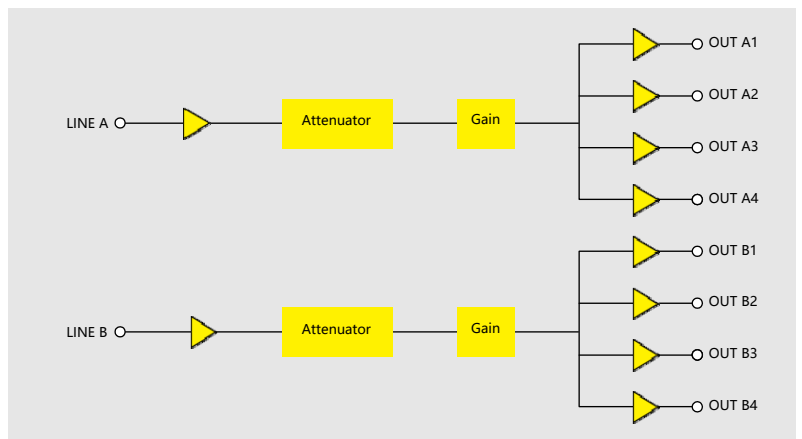 OUT A1
OUT A2
LINE A
Attenuator
Gain
OUT A3
OUT A4
OUT B1
OUT B2
LINE B
Attenuator
Gain
OUT B3
OUT B4